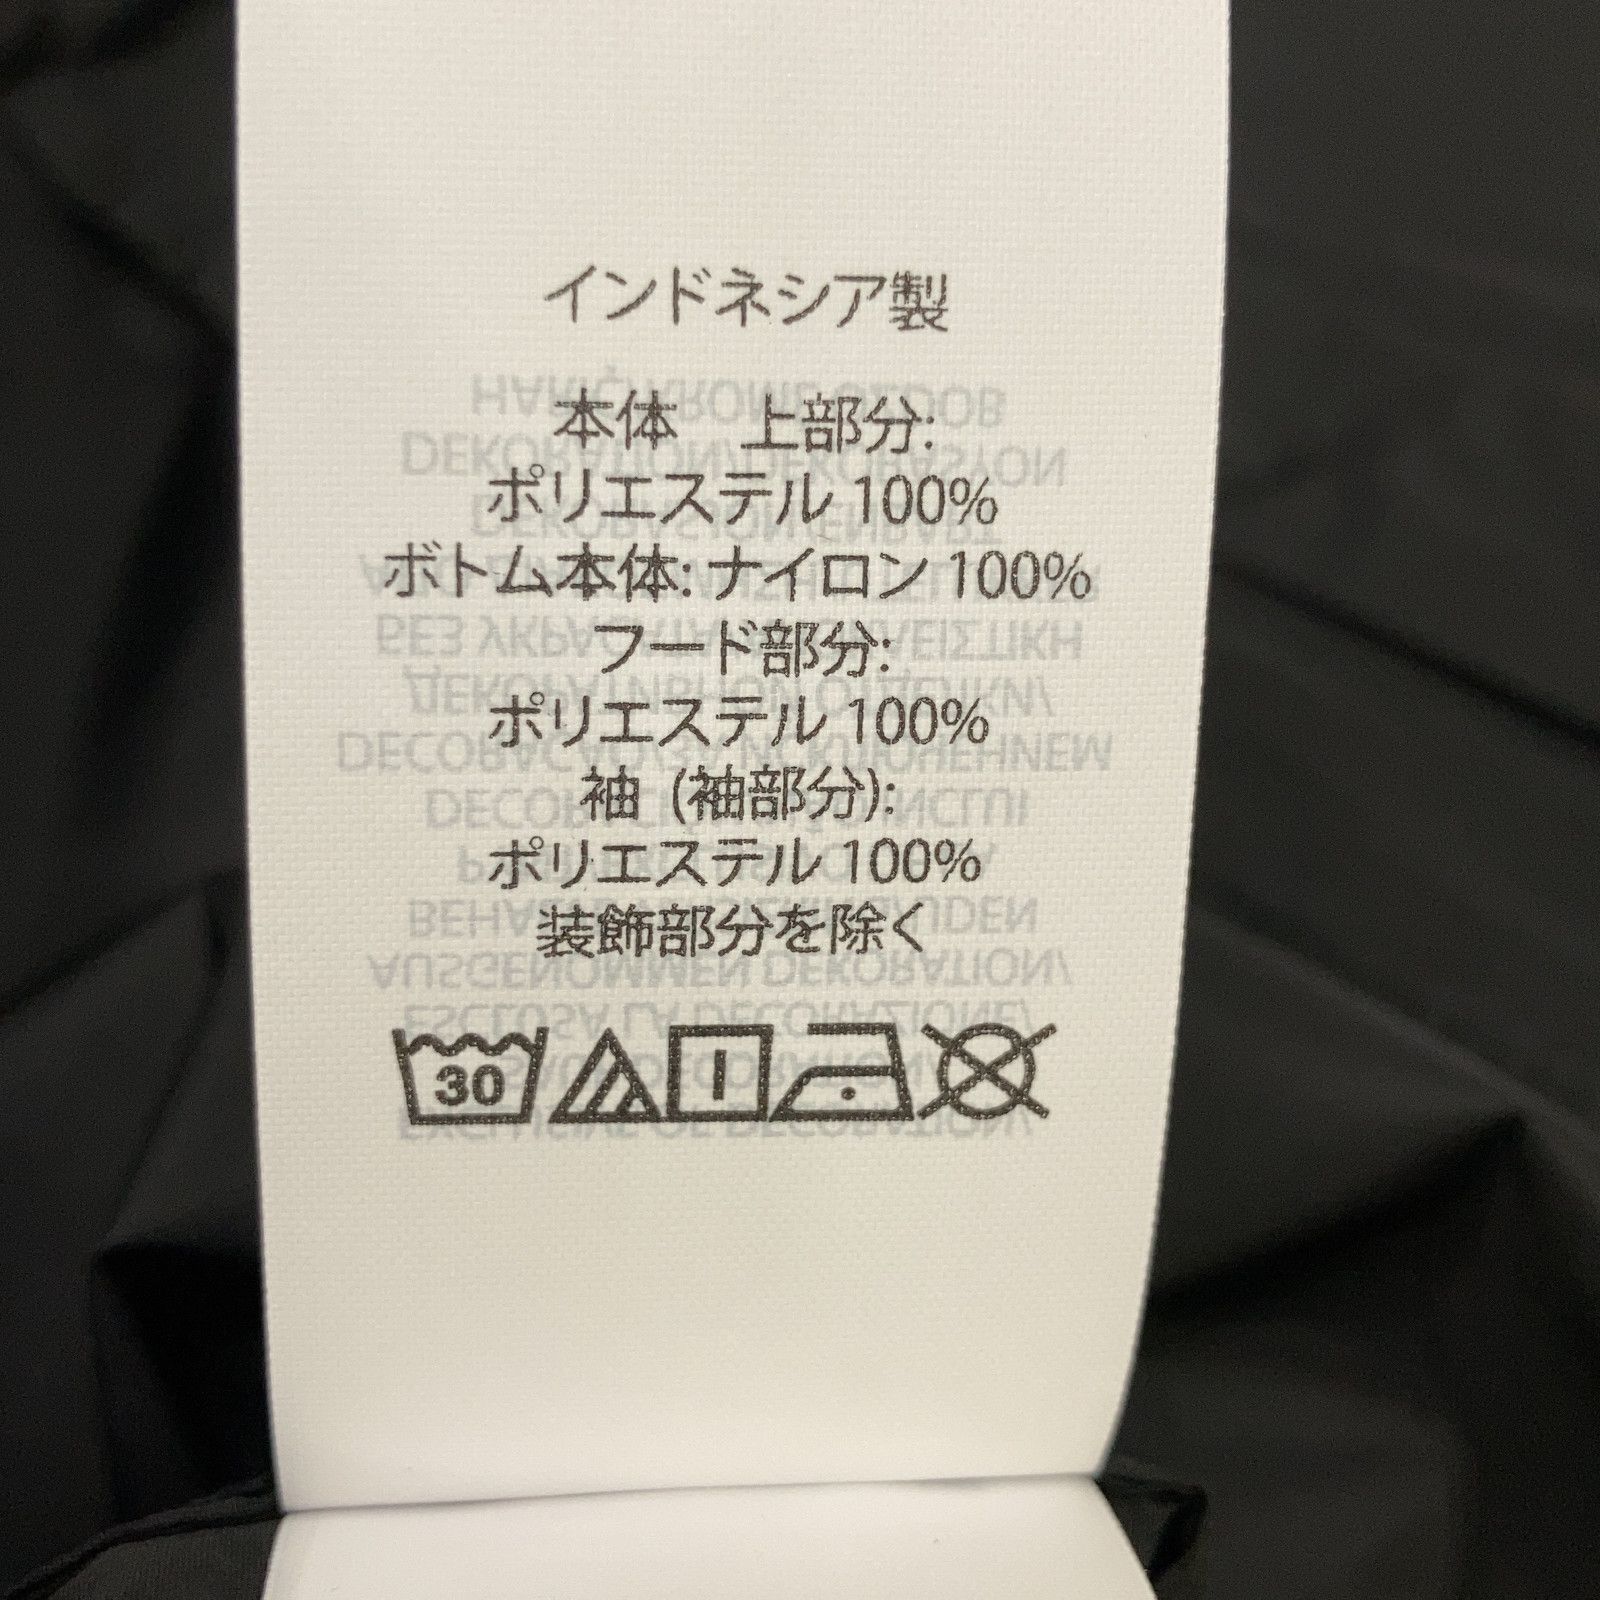 インドネシア製
本体　上部分:
ポリエステル 100%
ボトム本体: ナイロン 100%
フード部分:
ポリエステル 100%
袖 (袖部分):
ポリエステル 100%
装飾部分を除く
30